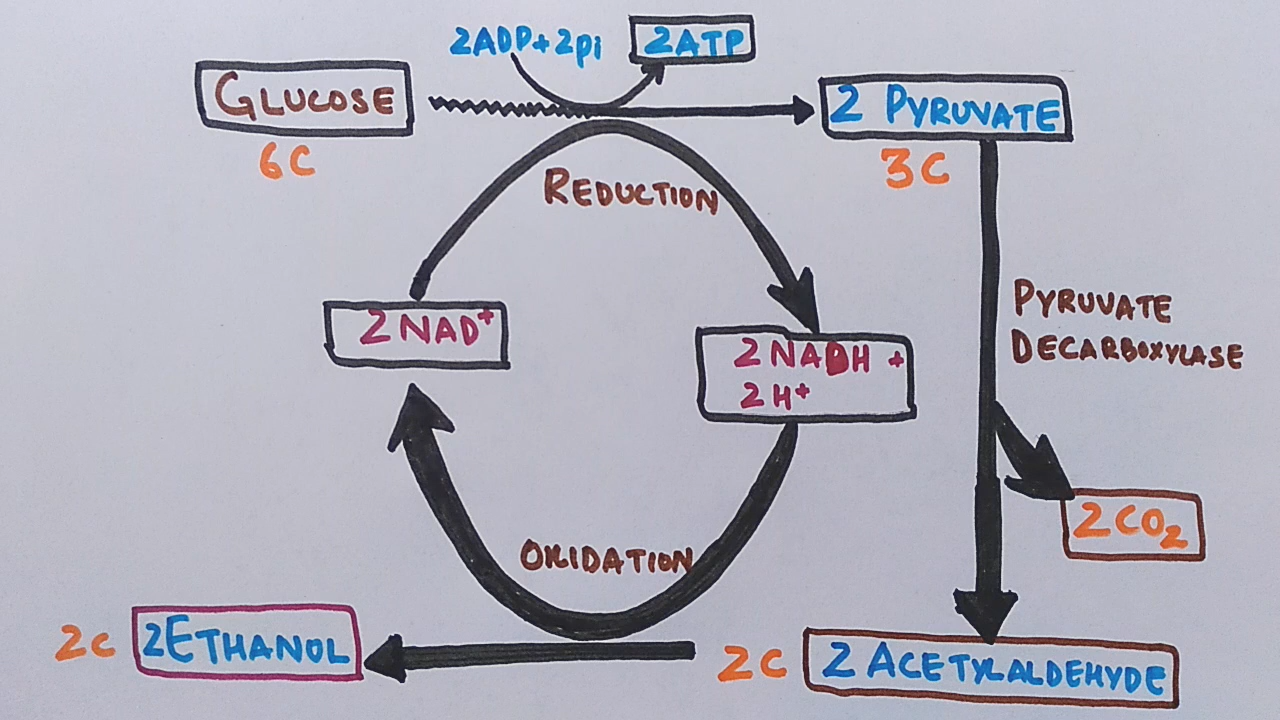 2ADP+2pi
2ATP
GLUCOSE
2 PYRUVATE
6C
3C
REDUCTION
PYRUVATE
DECARBOXYLASE
2NAD⁺
2NADH +
2H⁺
2CO₂
OXIDATION
2C
2ETHANOL
2C
2 ACETYLALDEHYDE